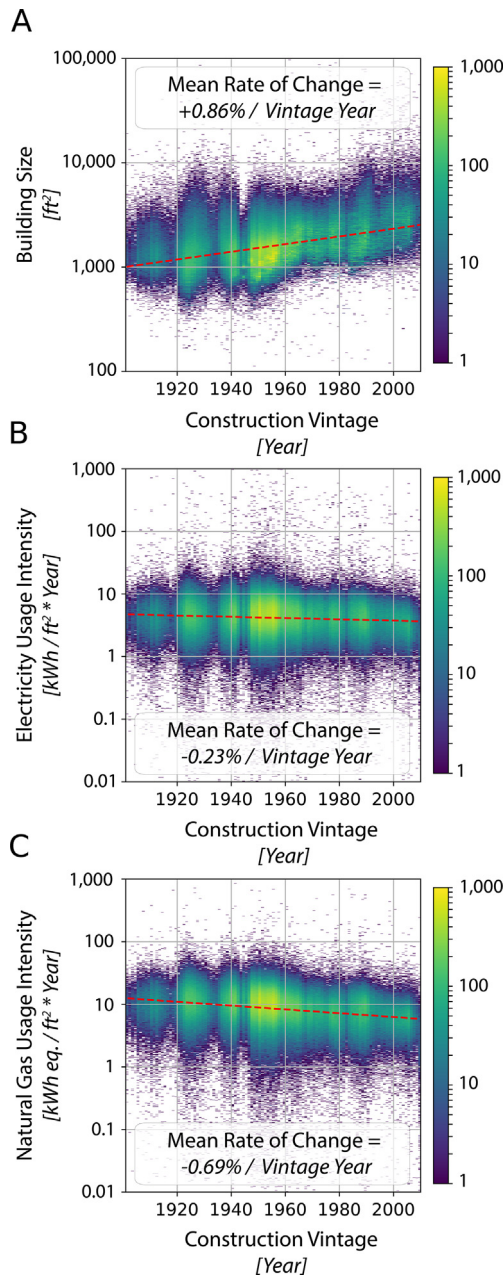 A
100,000
10,000
1,000
100
Building Size
[ft²]
Mean Rate of Change =
+0.86% / Vintage Year
1,000
100
10
1
1920 1940 1960 1980 2000
Construction Vintage
[Year]
B
1,000
100
10
1
0.1
0.01
Electricity Usage Intensity
[kWh / ft² * Year]
Mean Rate of Change =
-0.23% / Vintage Year
1,000
100
10
1
1920 1940 1960 1980 2000
Construction Vintage
[Year]
C
1,000
100
10
1
0.1
0.01
Natural Gas Usage Intensity
[kWh eq. / ft² * Year]
Mean Rate of Change =
-0.69% / Vintage Year
1,000
100
10
1
1920 1940 1960 1980 2000
Construction Vintage
[Year]